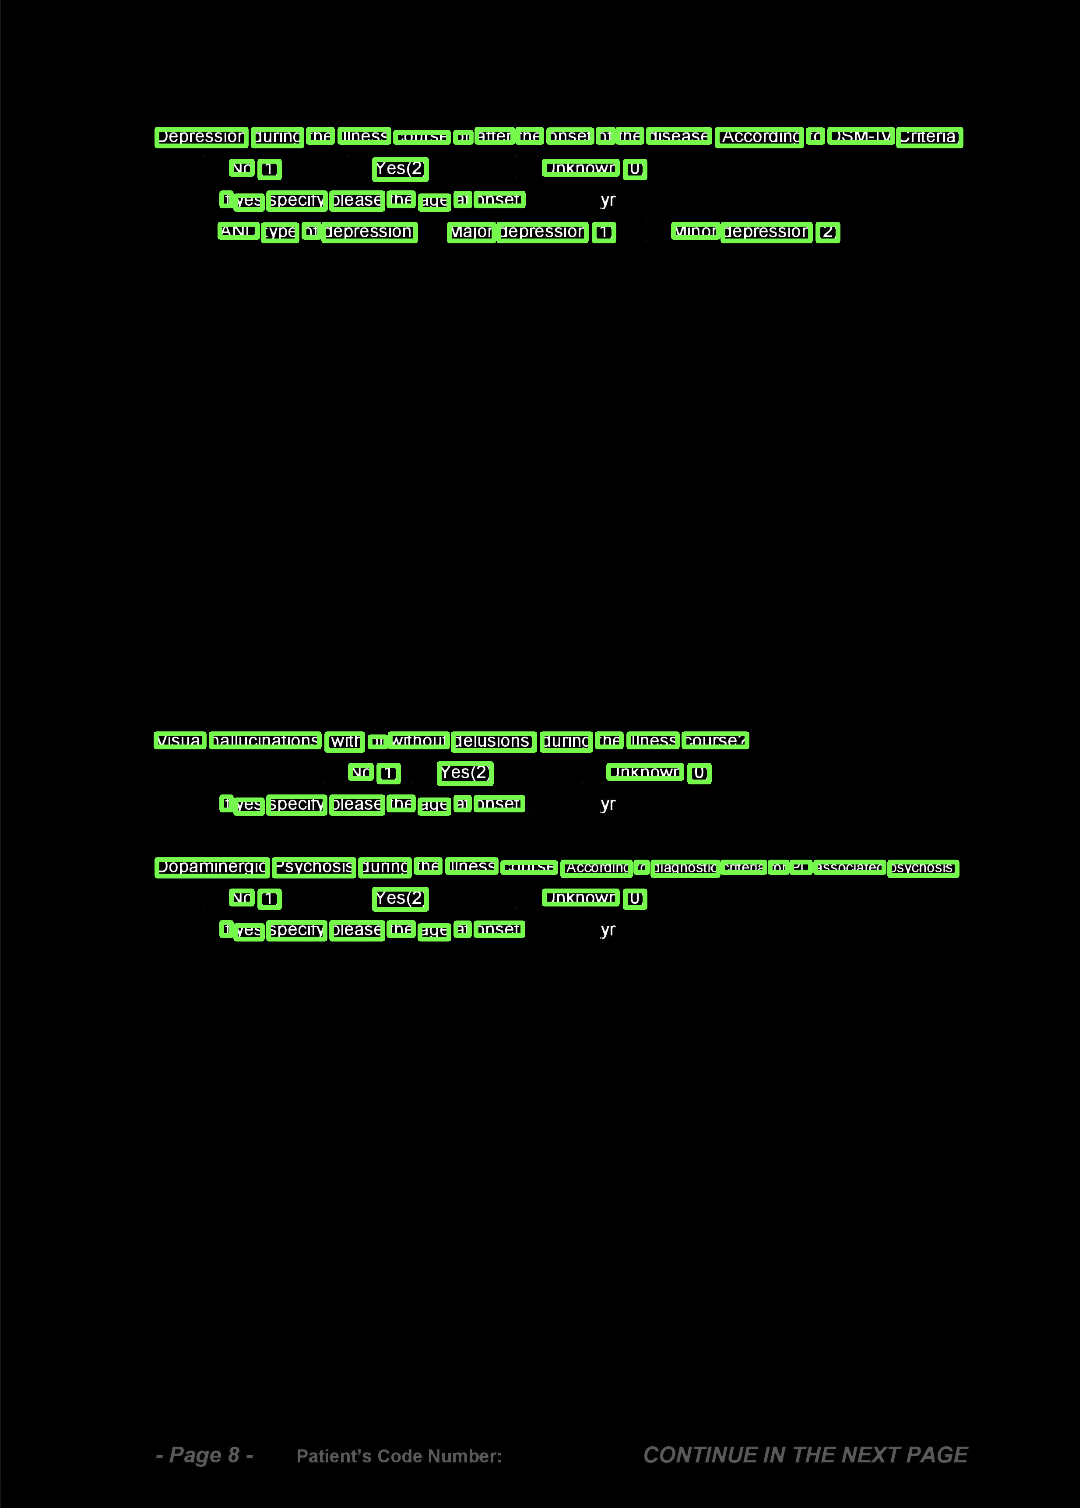 Depression during the illness course or after the onset of the disease (According to DSM-IV Criteria)
No (1) Yes(2) Unknown (0)
If yes specify please the age at onset yr
AND type of depression: Major depression (1) Minor depression (2)
Visual hallucinations (with or without delusions) during the illness course?
No (1) Yes(2) Unknown (0)
If yes specify please the age at onset yr
Dopaminergic Psychosis during the illness course (According to diagnostic criteria for PD associated psychosis)
No (1) Yes(2) Unknown (0)
If yes specify please the age at onset yr
- Page 8 - Patient's Code Number: CONTINUE IN THE NEXT PAGE